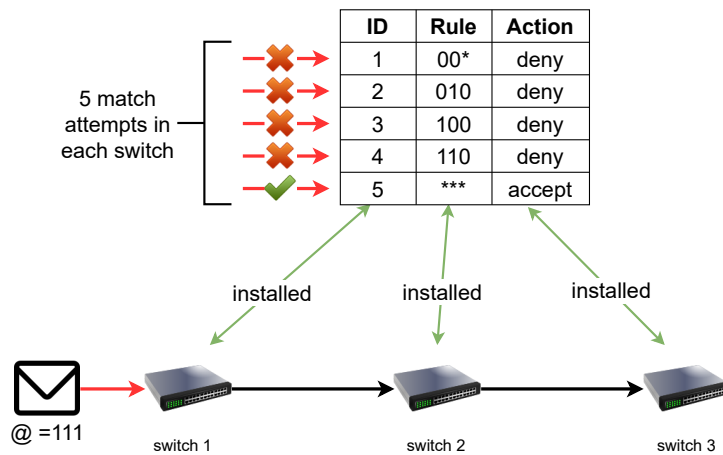 ID Rule Action
1 00* deny
2 010 deny
3 100 deny
4 110 deny
5 *** accept
5 match
attempts in
each switch
installed installed installed
@ =111
switch 1 switch 2 switch 3